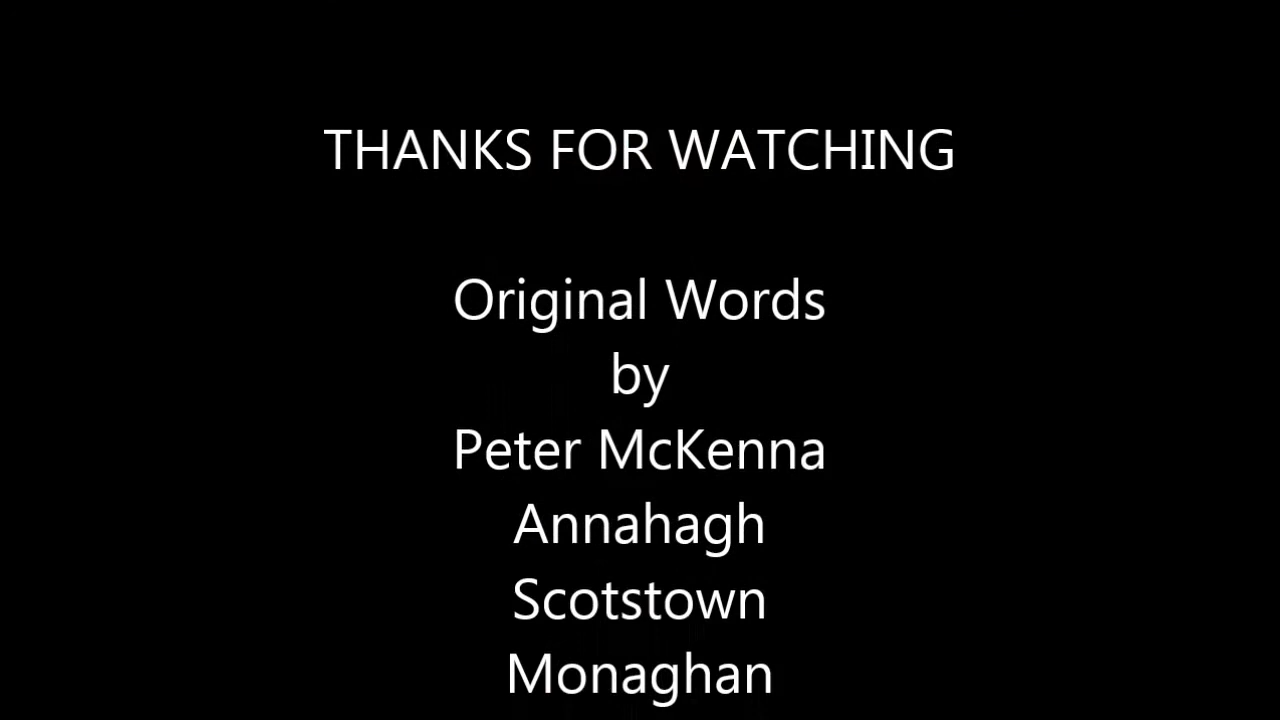 THANKS FOR WATCHING
Original Words
by
Peter McKenna
Annahagh
Scotstown
Monaghan